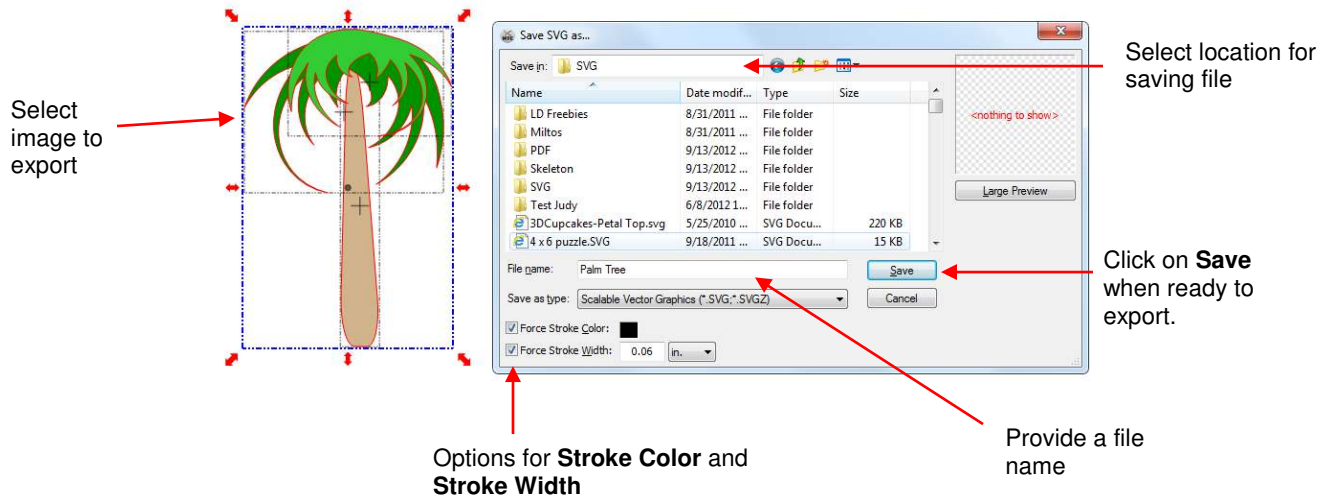 Select
image to
export
Save SVG as...
Save in: SVG
Name Date modif... Type Size
LD Freebies 8/31/2011 ... File folder
Miltos 8/31/2011 ... File folder
PDF 9/13/2012 ... File folder
Skeleton 9/13/2012 ... File folder
SVG 9/13/2012 ... File folder
Test Judy 6/8/2012 1... File folder
3DCupcakes-Petal Top.svg 5/25/2010 ... SVG Docu... 220 KB
4 x 6 puzzle.SVG 9/18/2011 ... SVG Docu... 15 KB
<nothing to show>
Large Preview
File name: Palm Tree
Save
Save as type: Scalable Vector Graphics (*.SVG;*.SVGZ)
Cancel
Force Stroke Color:
Force Stroke Width: 0.06 in.
Select location for
saving file
Click on Save
when ready to
export.
Provide a file
name
Options for Stroke Color and
Stroke Width